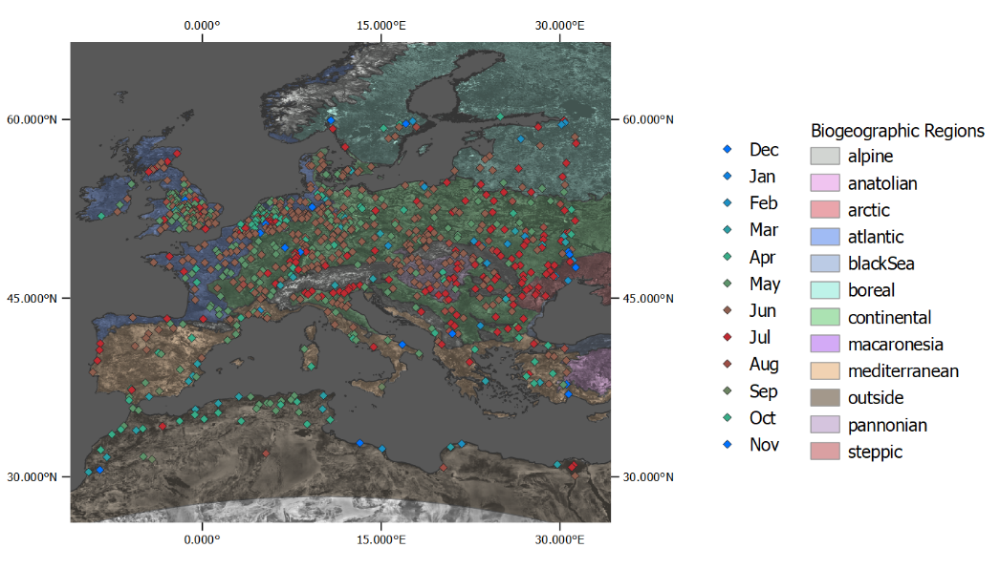 0.000° 15.000°E 30.000°E
60.000°N 60.000°N
45.000°N 45.000°N
30.000°N 30.000°N
0.000° 15.000°E 30.000°E
Dec
Jan
Feb
Mar
Apr
May
Jun
Jul
Aug
Sep
Oct
Nov
Biogeographic Regions
alpine
anatolian
arctic
atlantic
blackSea
boreal
continental
macaronesia
mediterranean
outside
pannonian
steppic